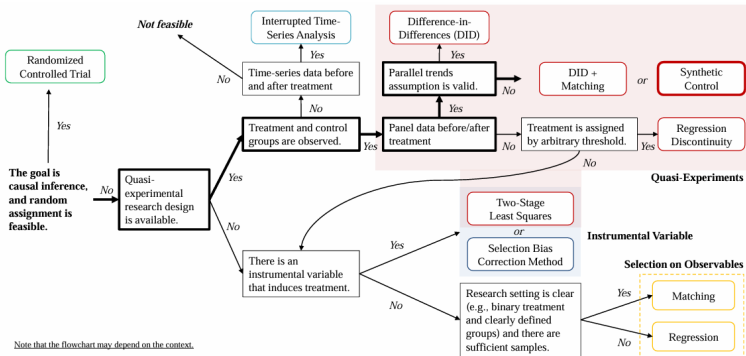 Not feasible
Interrupted Time-
Series Analysis
Difference-in-
Differences (DID)
Randomized
Controlled Trial
Yes
Yes
No
Time-series data before
and after treatment
Parallel trends
assumption is valid.
No
DID +
Matching
or
Synthetic
Control
Yes
No
Yes
Treatment and control
groups are observed.
Yes
Panel data before/after
treatment
No
Treatment is assigned
by arbitrary threshold.
Yes
Regression
Discontinuity
The goal is
causal inference,
and random
assignment is
feasible.
No
Quasi-
experimental
research design
is available.
Yes
No
Quasi-Experiments
No
Two-Stage
Least Squares
or
Instrumental Variable
Selection Bias
Correction Method
Yes
There is an
instrumental variable
that induces treatment.
No
Selection on Observables
Research setting is clear
(e.g., binary treatment
and clearly defined
groups) and there are
sufficient samples.
Yes
Matching
No
Regression
Note that the flowchart may depend on the context.